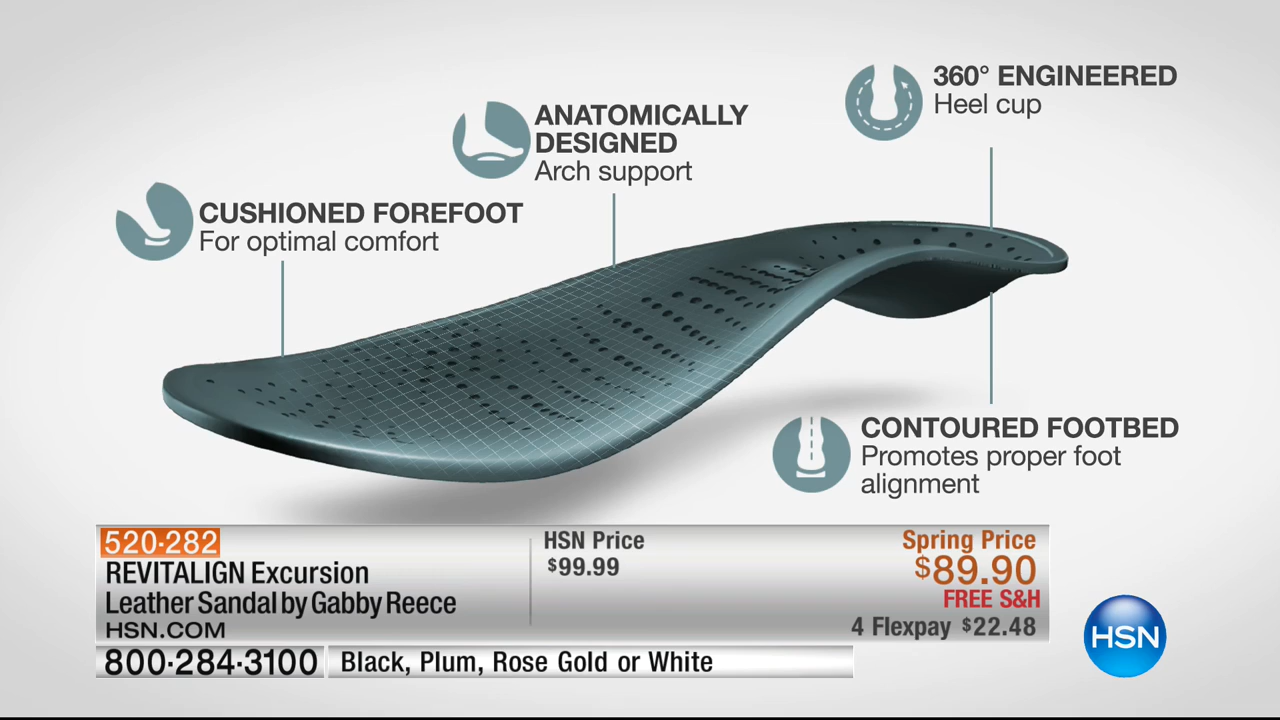 360° ENGINEERED
Heel cup
ANATOMICALLY
DESIGNED
Arch support
CUSHIONED FOREFOOT
For optimal comfort
CONTOURED FOOTBED
Promotes proper foot
alignment
520-282
REVITALIGN Excursion
Leather Sandal by Gabby Reece
HSN.COM
HSN Price
$99.99
Spring Price
$89.90
FREE S&H
4 Flexpay $22.48
HSN
800-284-3100
Black, Plum, Rose Gold or White